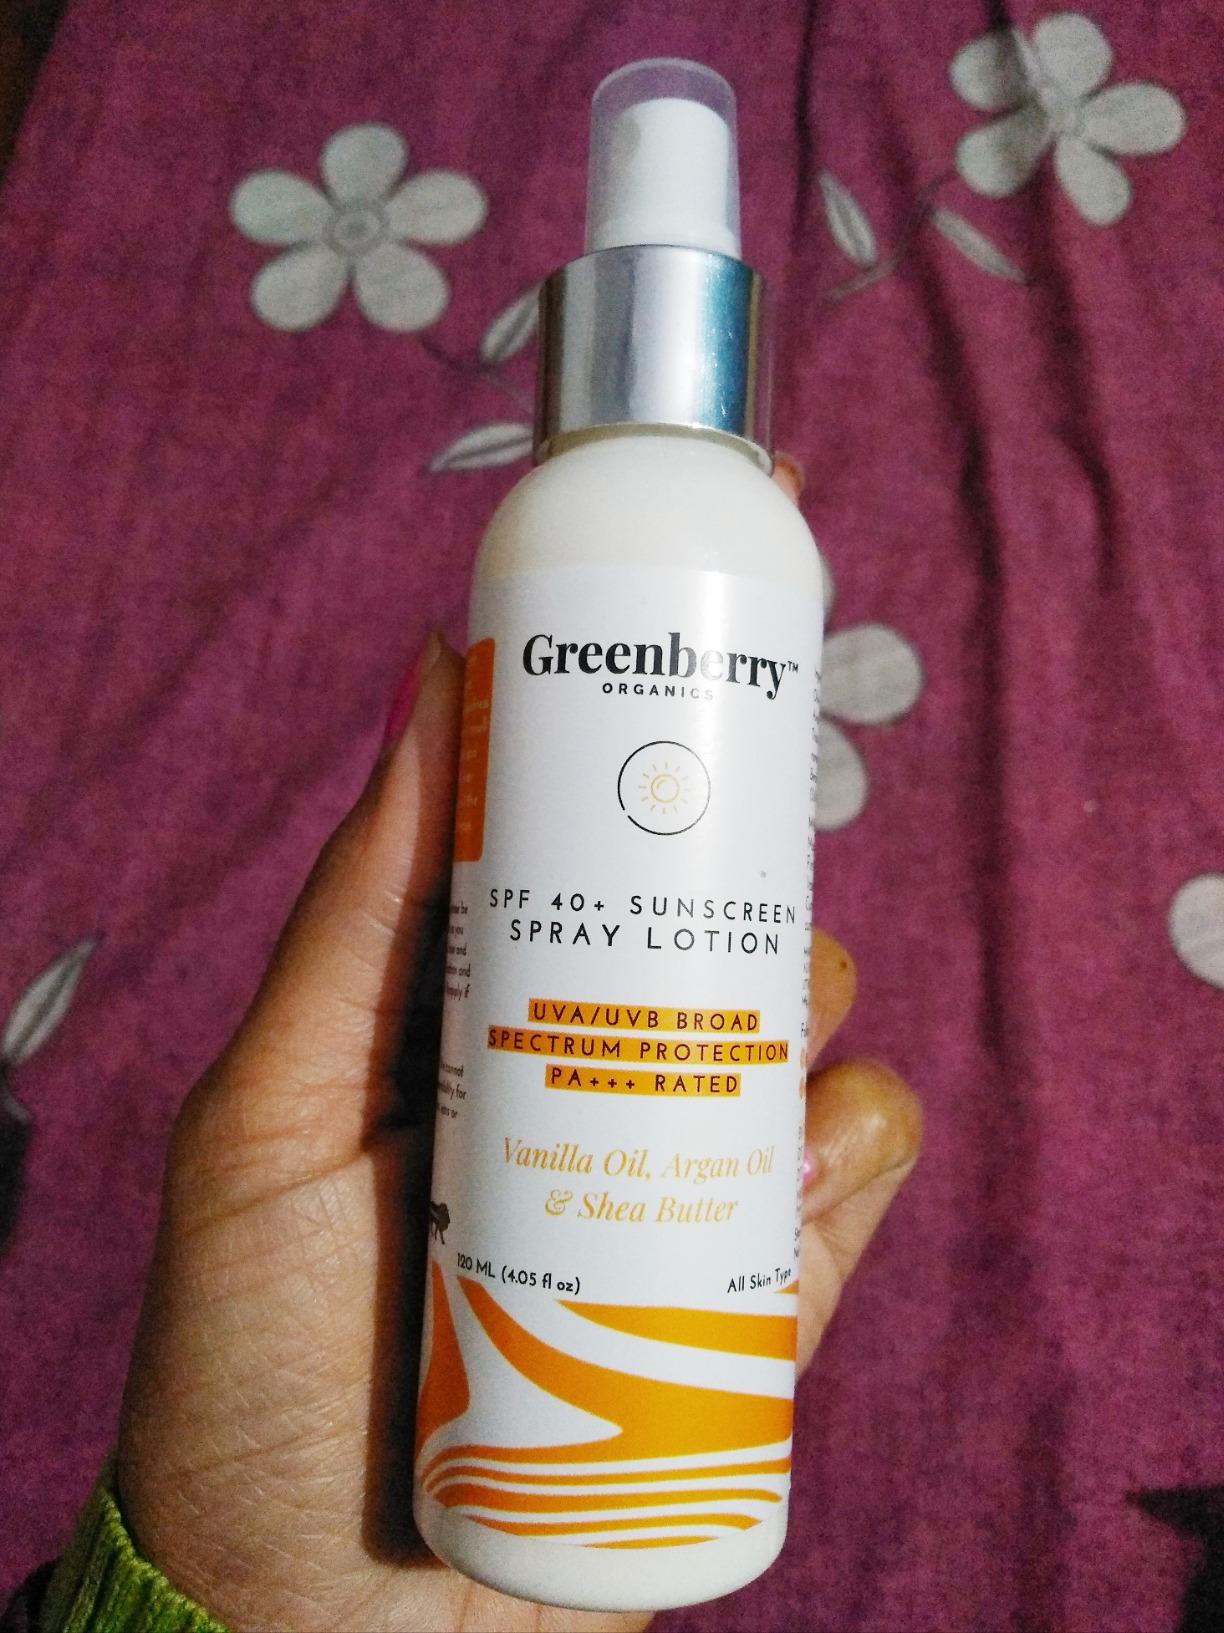 Greenberry™
ORGANICS
SPF 40+ SUNSCREEN
SPRAY LOTION
UVA/UVB BROAD
SPECTRUM PROTECTION
PA+++ RATED
Vanilla Oil, Argan Oil
& Shea Butter
120 ML (4.05 fl oz)
All Skin Type